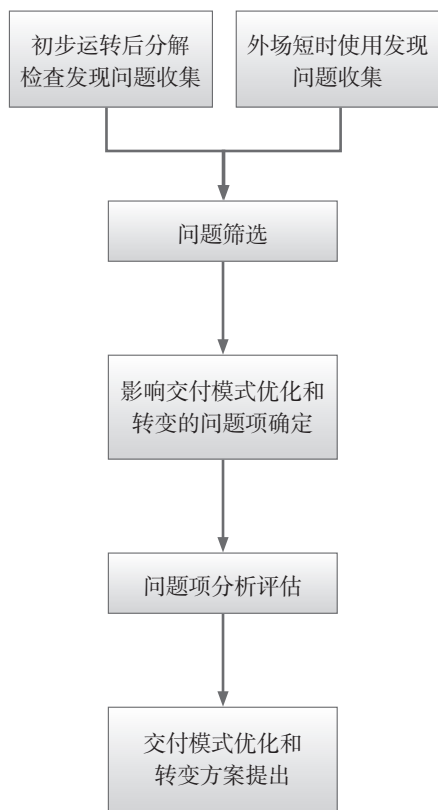 初步运转后分解
检查发现问题收集
外场短时使用发现
问题收集
问题筛选
影响交付模式优化和
转变的问题项确定
问题项分析评估
交付模式优化和
转变方案提出